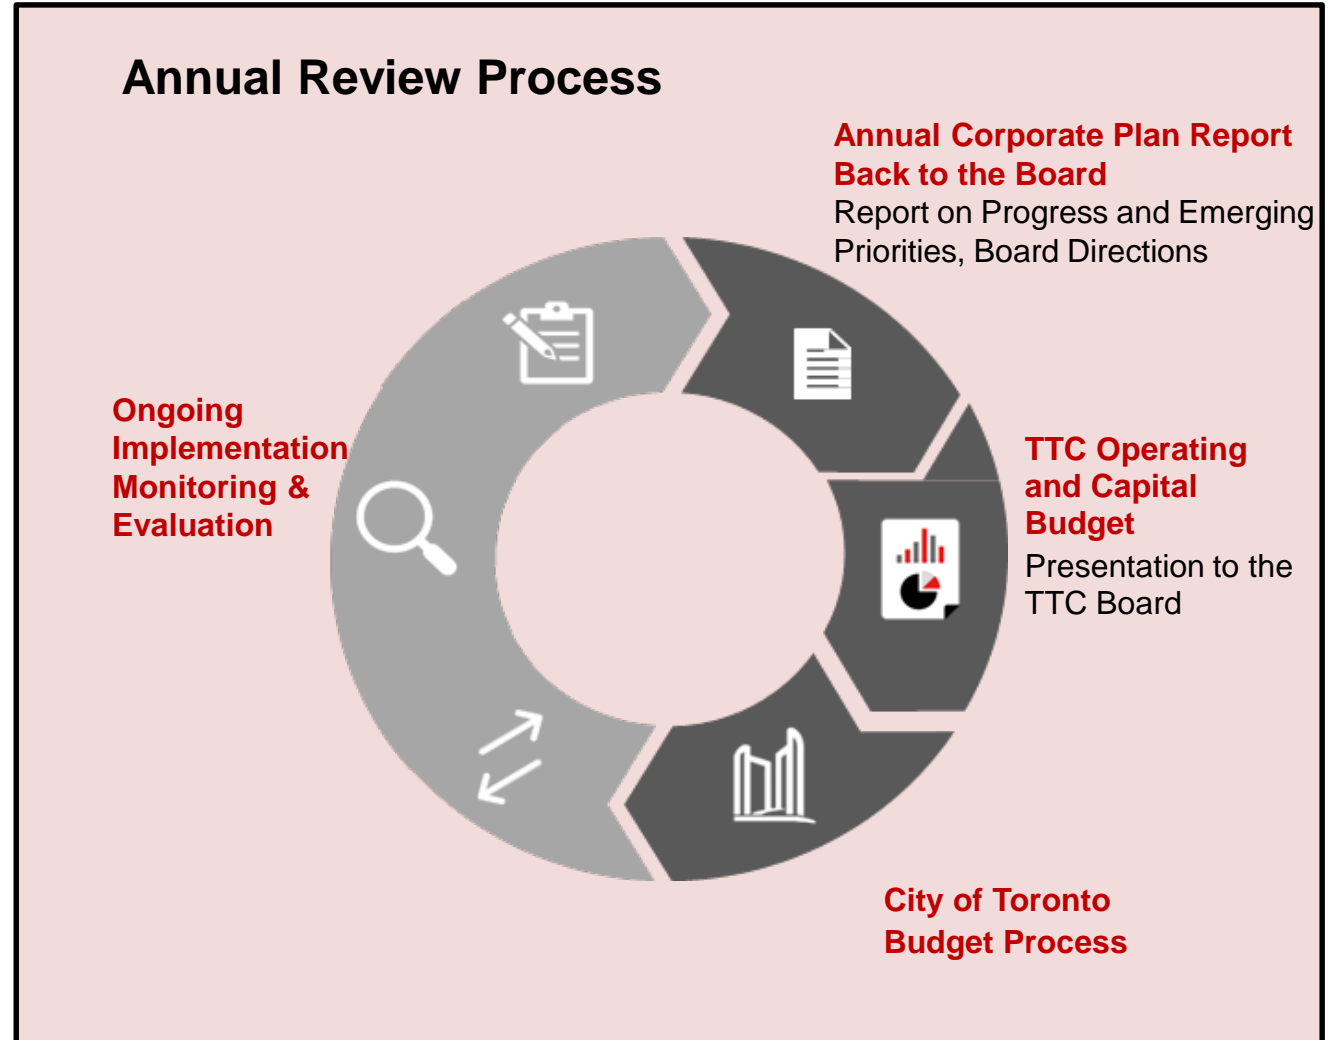 Annual Review Process
Annual Corporate Plan Report
Back to the Board
Report on Progress and Emerging
Priorities, Board Directions
Ongoing
Implementation
Monitoring &
Evaluation
TTC Operating
and Capital
Budget
Presentation to the
TTC Board
City of Toronto
Budget Process